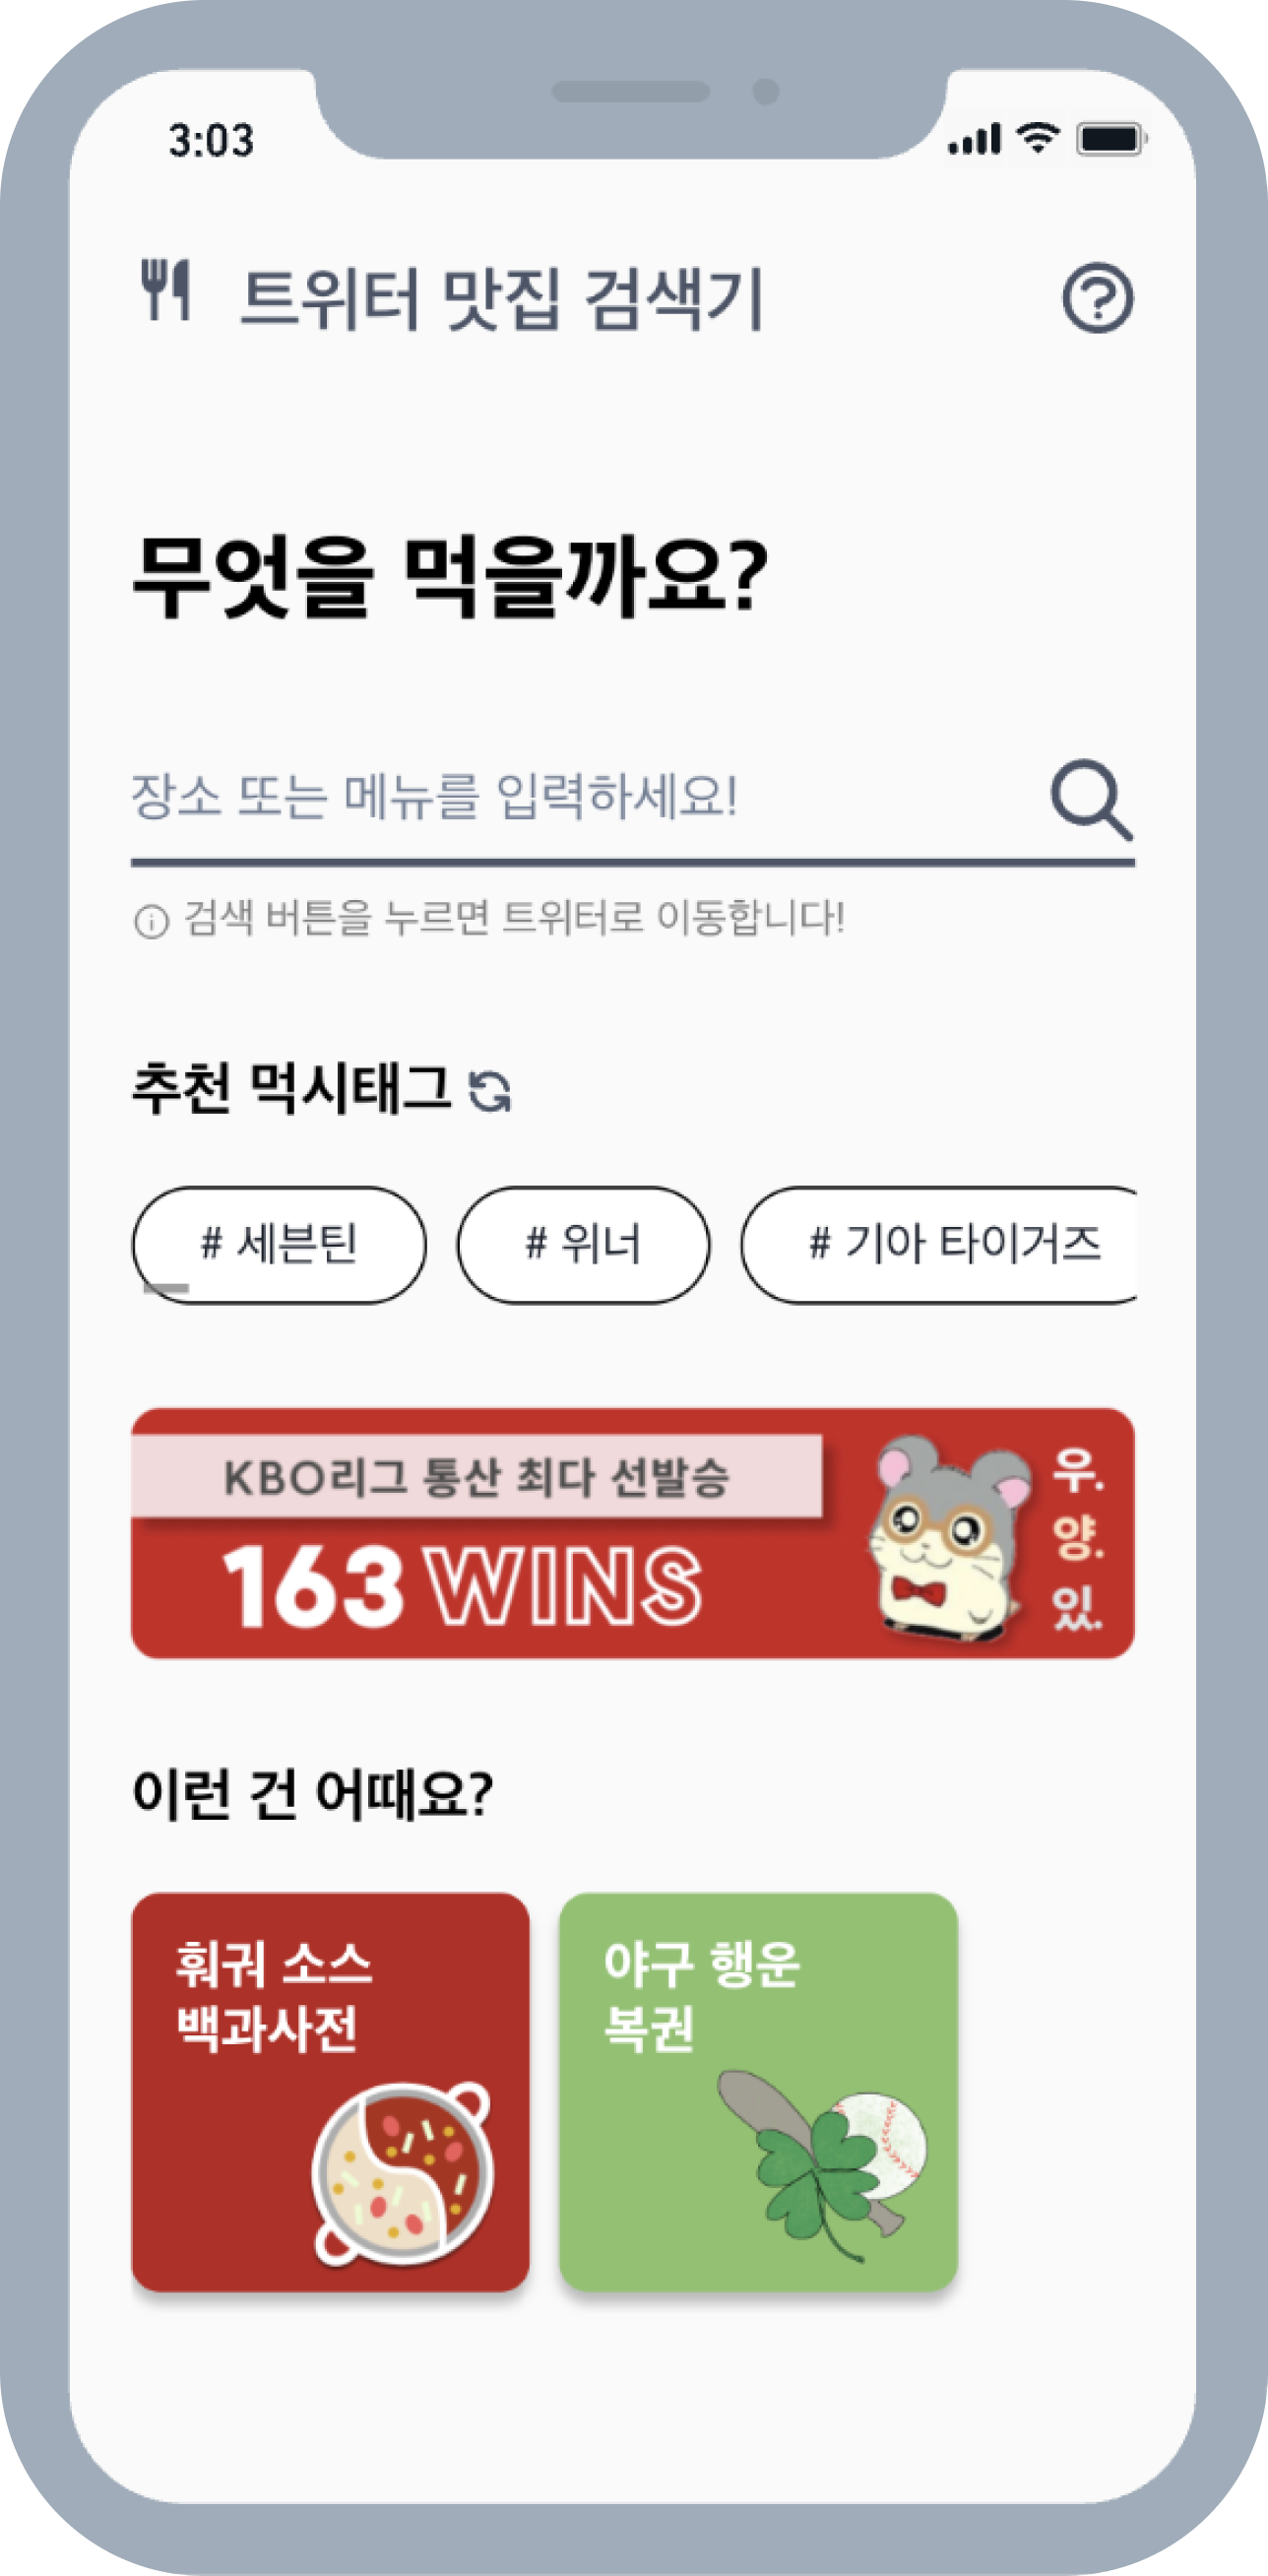 3:03
트위터 맛집 검색기
무엇을 먹을까요?
장소 또는 메뉴를 입력하세요!
검색 버튼을 누르면 트위터로 이동합니다!
추천 먹시태그
# 세븐틴
# 위너
# 기아 타이거즈
KBO리그 통산 최다 선발승
163 WINS
우.
양.
있.
이런 건 어때요?
훠궈 소스
백과사전
야구 행운
복권